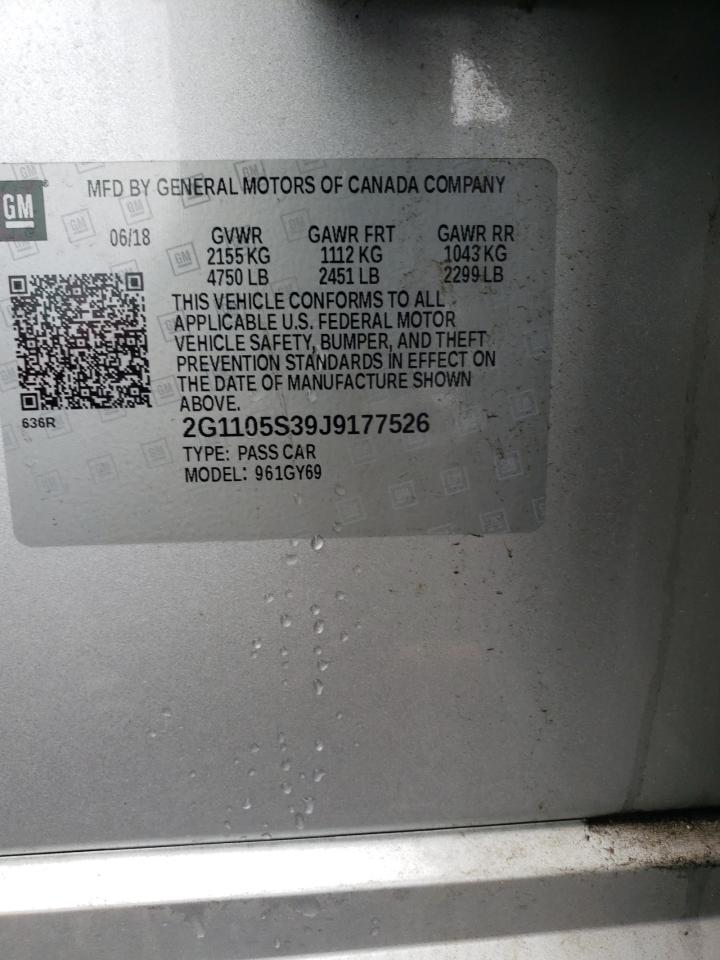 GM
MFD BY GENERAL MOTORS OF CANADA COMPANY
06/18 GVWR GAWR FRT GAWR RR
2155 KG 1112 KG 1043 KG
4750 LB 2451 LB 2299 LB
THIS VEHICLE CONFORMS TO ALL
APPLICABLE U.S. FEDERAL MOTOR
VEHICLE SAFETY, BUMPER, AND THEFT
PREVENTION STANDARDS IN EFFECT ON
THE DATE OF MANUFACTURE SHOWN
ABOVE.
636R
2G1105S39J9177526
TYPE: PASS CAR
MODEL: 961GY69